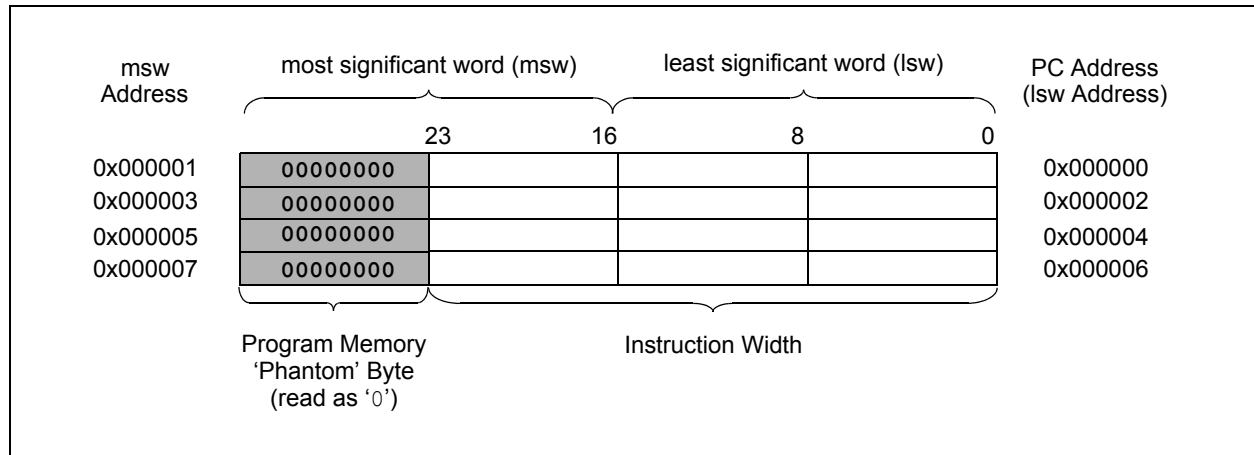 msw
Address
most significant word (msw)
least significant word (lsw)
PC Address
(lsw Address)
23 16 8 0
0x000001 00000000 0x000000
0x000003 00000000 0x000002
0x000005 00000000 0x000004
0x000007 00000000 0x000006
Program Memory
‘Phantom’ Byte
(read as ‘0’)
Instruction Width